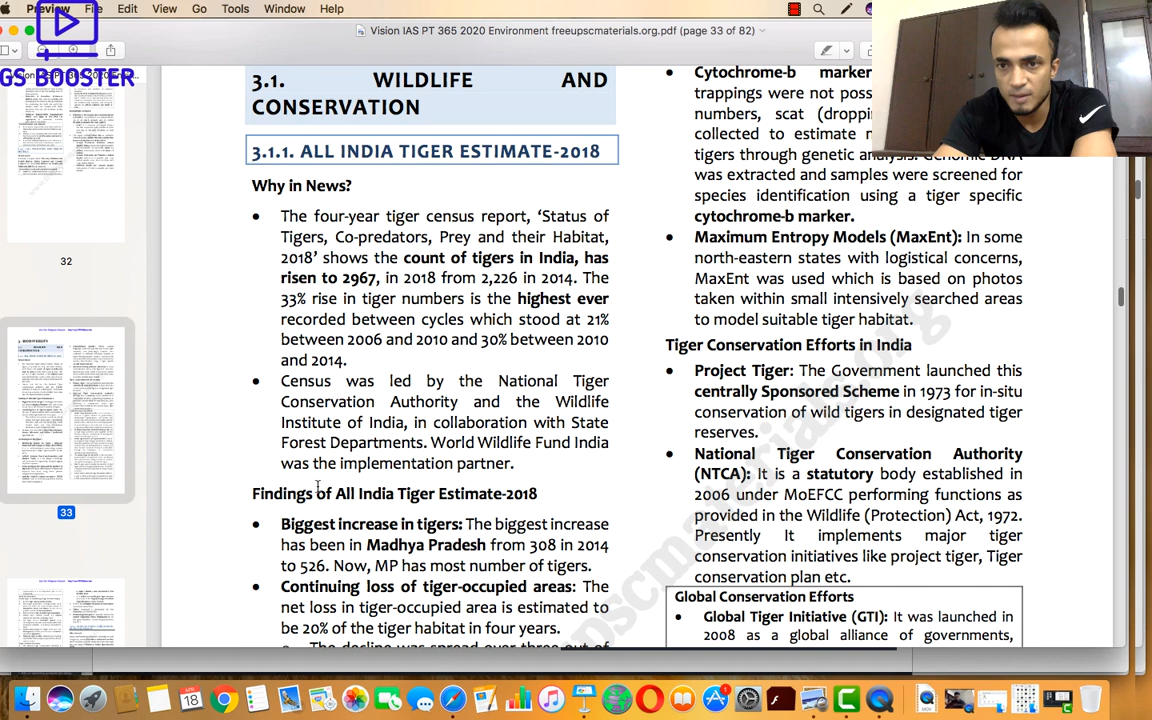 Preview File Edit View Go Tools Window Help
Vision IAS PT 365 2020 Environment freeupscmaterials.org.pdf (page 33 of 82)
GS BOOSTER
32
33
3.1. WILDLIFE AND
CONSERVATION
3.1.1. ALL INDIA TIGER ESTIMATE-2018
Why in News?
• The four-year tiger census report, ‘Status of
Tigers, Co-predators, Prey and their Habitat,
2018’ shows the count of tigers in India, has
risen to 2967, in 2018 from 2,226 in 2014. The
33% rise in tiger numbers is the highest ever
recorded between cycles which stood at 21%
between 2006 and 2010 and 30% between 2010
and 2014.
• Census was led by the National Tiger
Conservation Authority and the Wildlife
Institute of India, in collaboration with State
Forest Departments. World Wildlife Fund India
was the implementation partner.
Findings of All India Tiger Estimate-2018
• Biggest increase in tigers: The biggest increase
has been in Madhya Pradesh from 308 in 2014
to 526. Now, MP has most number of tigers.
• Continuing loss of tiger-occupied areas: The
net loss in tiger-occupied area is estimated to
be 20% of the tiger habitat in four years.
The decline was spread over three out of
• Cytochrome-b marker
trappings were not
numbers, scat
collected to estimate
tigers through genetic analysis. Genomic DNA
was extracted and samples were screened for
species identification using a tiger specific
cytochrome-b marker.
• Maximum Entropy Models (MaxEnt): In some
north-eastern states with logistical concerns,
MaxEnt was used which is based on photos
taken within small intensively searched areas
to model suitable tiger habitat.
Tiger Conservation Efforts in India
• Project Tiger: The Government launched this
centrally Sponsored Scheme in 1973 for in-situ
conservation of wild tigers in designated tiger
reserves.
• National Tiger Conservation Authority
(NTCA): It is a statutory body established in
2006 under MoEFCC performing functions as
provided in the Wildlife (Protection) Act, 1972.
Presently It implements major tiger
conservation initiatives like project tiger, Tiger
conservation plan etc.
Global Conservation Efforts
• Global Tiger Initiative (GTI): It was launched in
2008 as a global alliance of governments,
APR
18